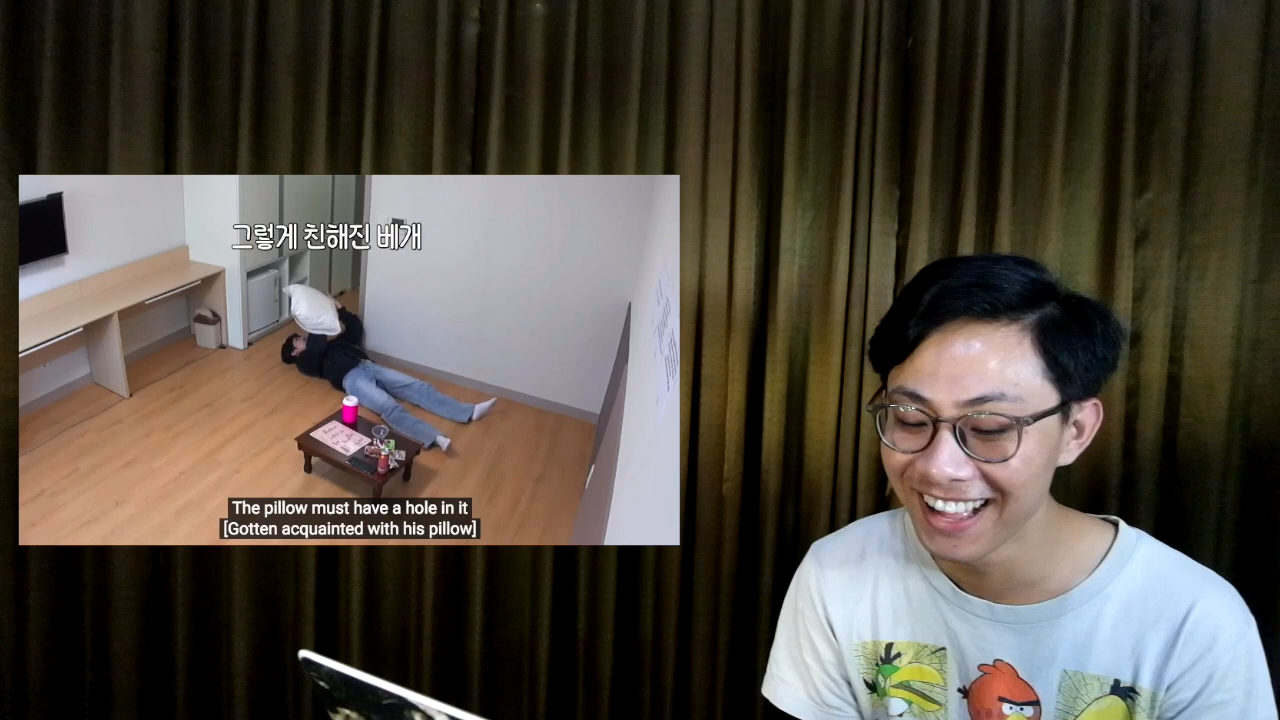 그렇게 친해진 베개
The pillow must have a hole in it
[Gotten acquainted with his pillow]